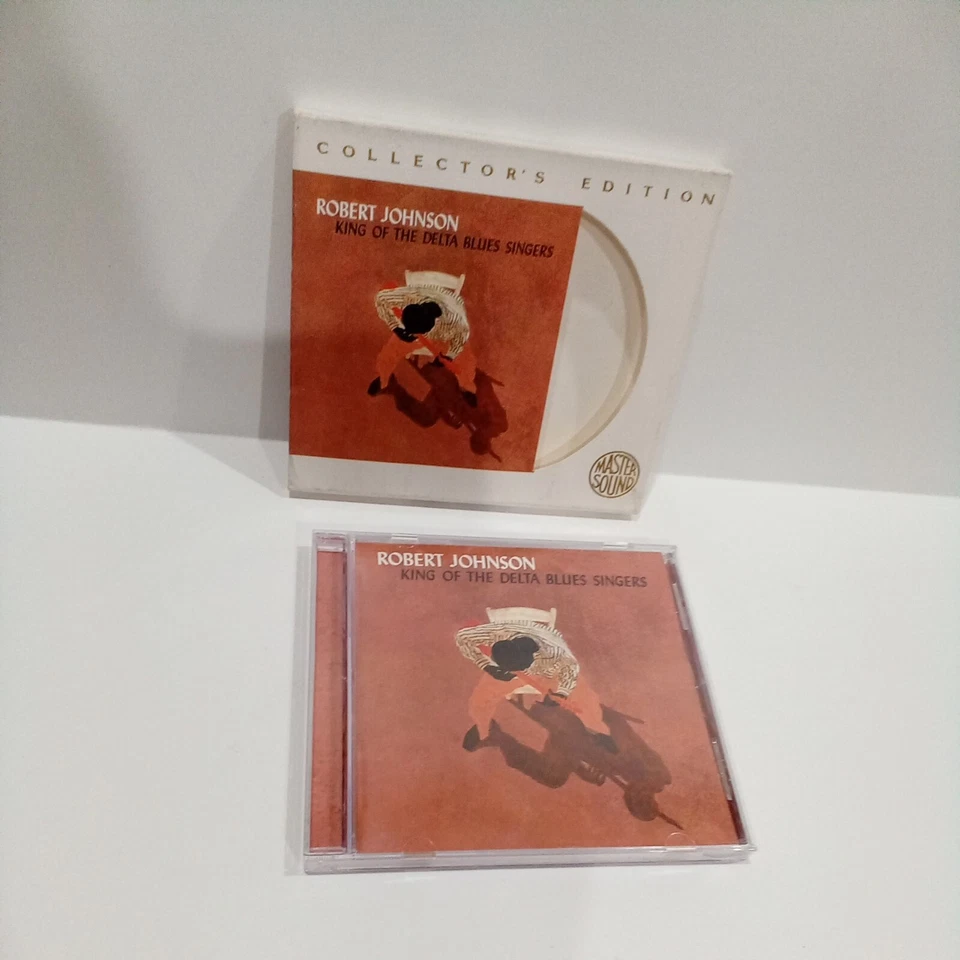 COLLECTOR'S EDITION
ROBERT JOHNSON
KING OF THE DELTA BLUES SINGERS
MASTER
SOUND
ROBERT JOHNSON
KING OF THE DELTA BLUES SINGERS